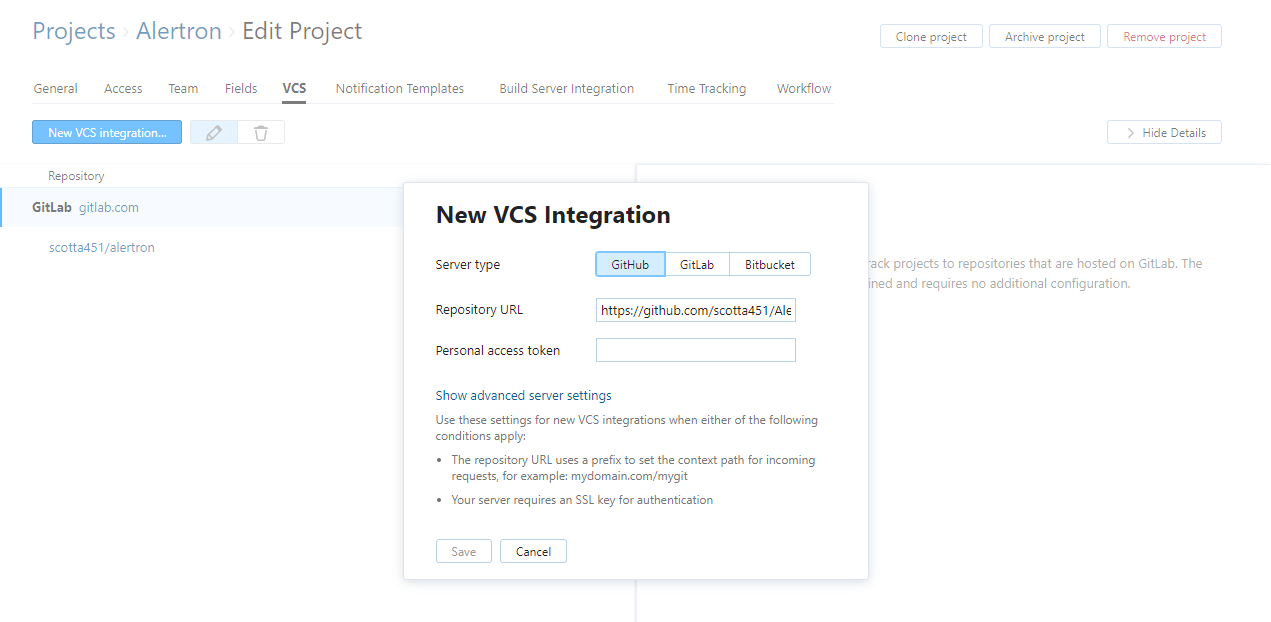 Projects › Alertron › Edit Project
Clone project
Archive project
Remove project
General
Access
Team
Fields
VCS
Notification Templates
Build Server Integration
Time Tracking
Workflow
New VCS integration...
Hide Details
Repository
GitLab gitlab.com
scotta451/alertron
New VCS Integration
Server type
GitHub
GitLab
Bitbucket
Repository URL
https://github.com/scotta451/Ale
Personal access token
Show advanced server settings
Use these settings for new VCS integrations when either of the following
conditions apply:
• The repository URL uses a prefix to set the context path for incoming
requests, for example: mydomain.com/mygit
• Your server requires an SSL key for authentication
Save
Cancel
rack projects to repositories that are hosted on GitLab. The
ined and requires no additional configuration.